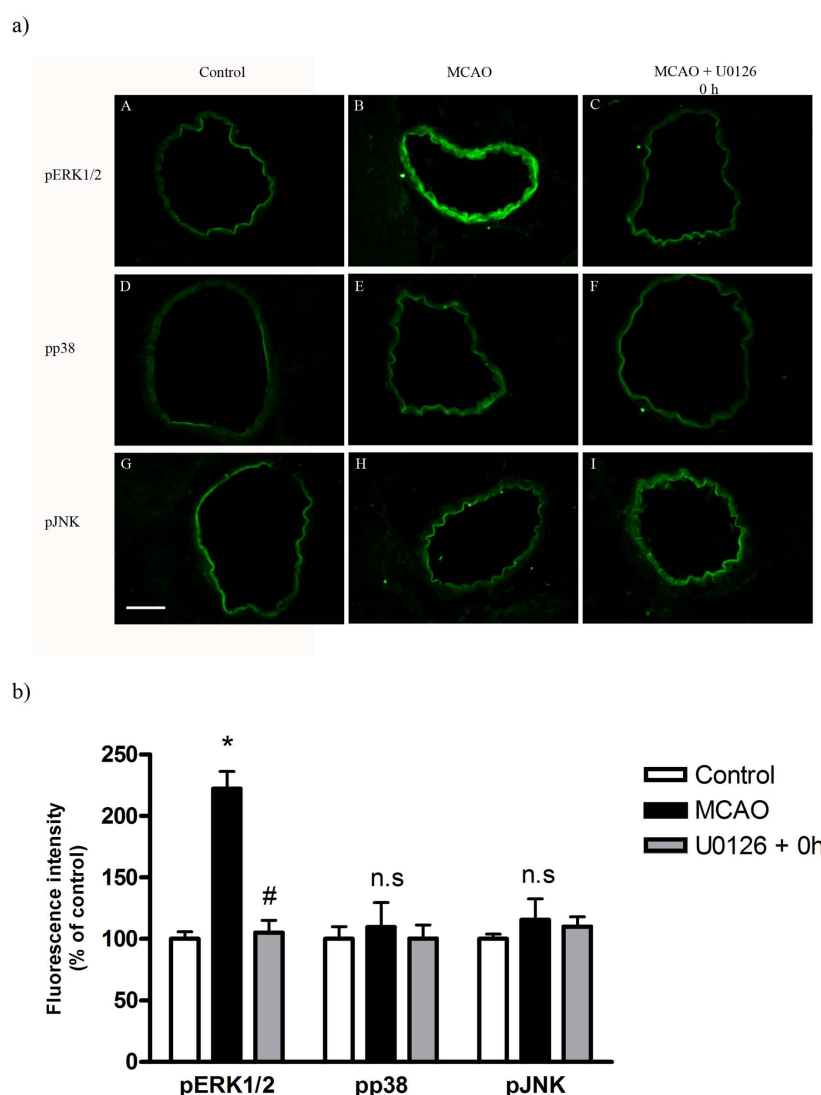 a)
Control
MCAO
MCAO + U0126
0 h
A
B
C
pERK1/2
D
E
F
pp38
G
H
I
pJNK
b)
Fluorescence intensity
(% of control)
250
200
150
100
50
0
*
#
n.s
n.s
pERK1/2
pp38
pJNK
Control
MCAO
U0126 + 0h